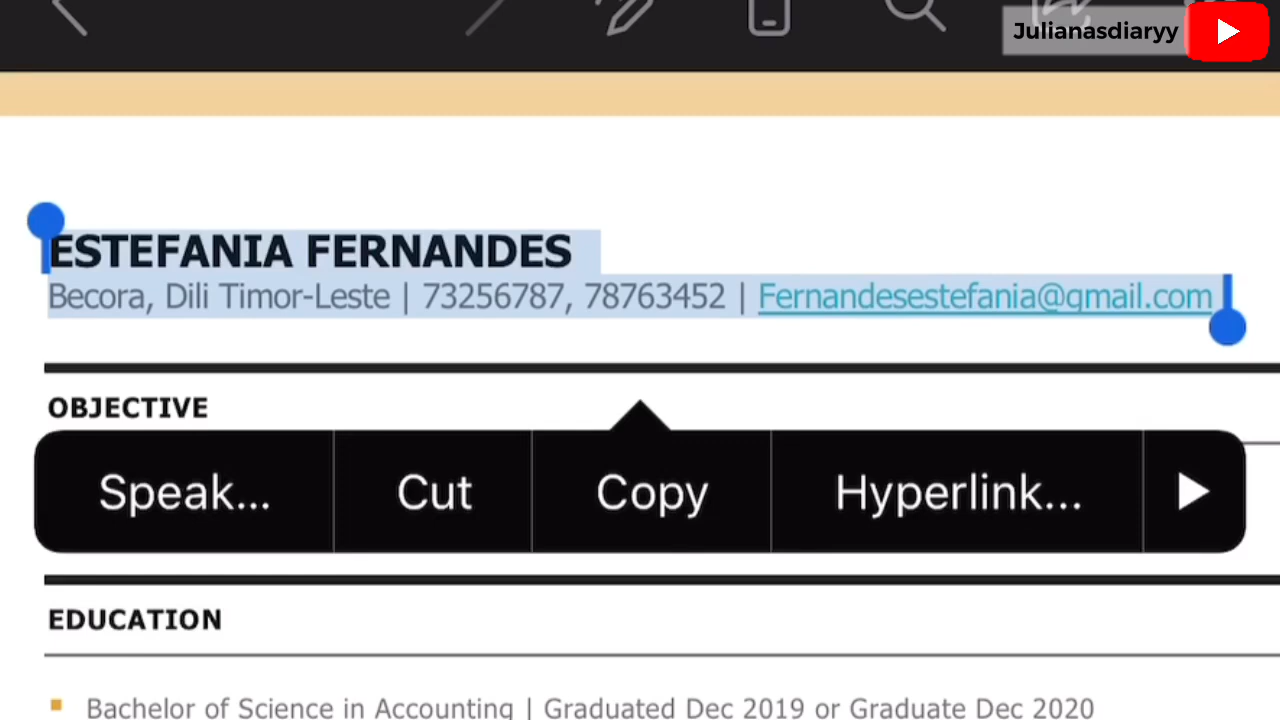 Julianasdiaryy
ESTEFANIA FERNANDES
Becora, Dili Timor-Leste | 73256787, 78763452 | Fernandesestefania@gmail.com
OBJECTIVE
Speak... Cut Copy Hyperlink...
EDUCATION
Bachelor of Science in Accounting | Graduated Dec 2019 or Graduate Dec 2020